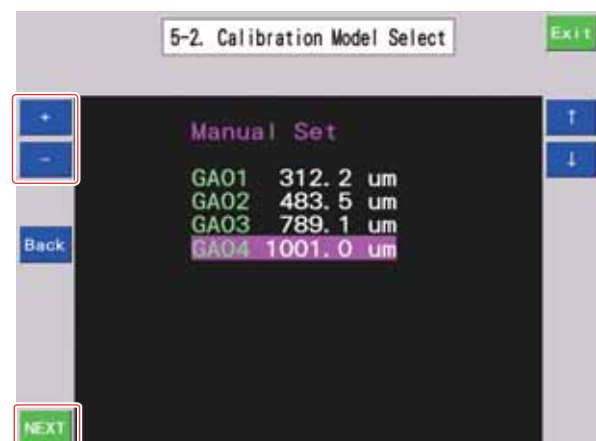 5-2. Calibration Model Select
Exit
+
-
↑
↓
Manual Set
GA01 312.2 um
GA02 483.5 um
GA03 789.1 um
GA04 1001.0 um
Back
NEXT